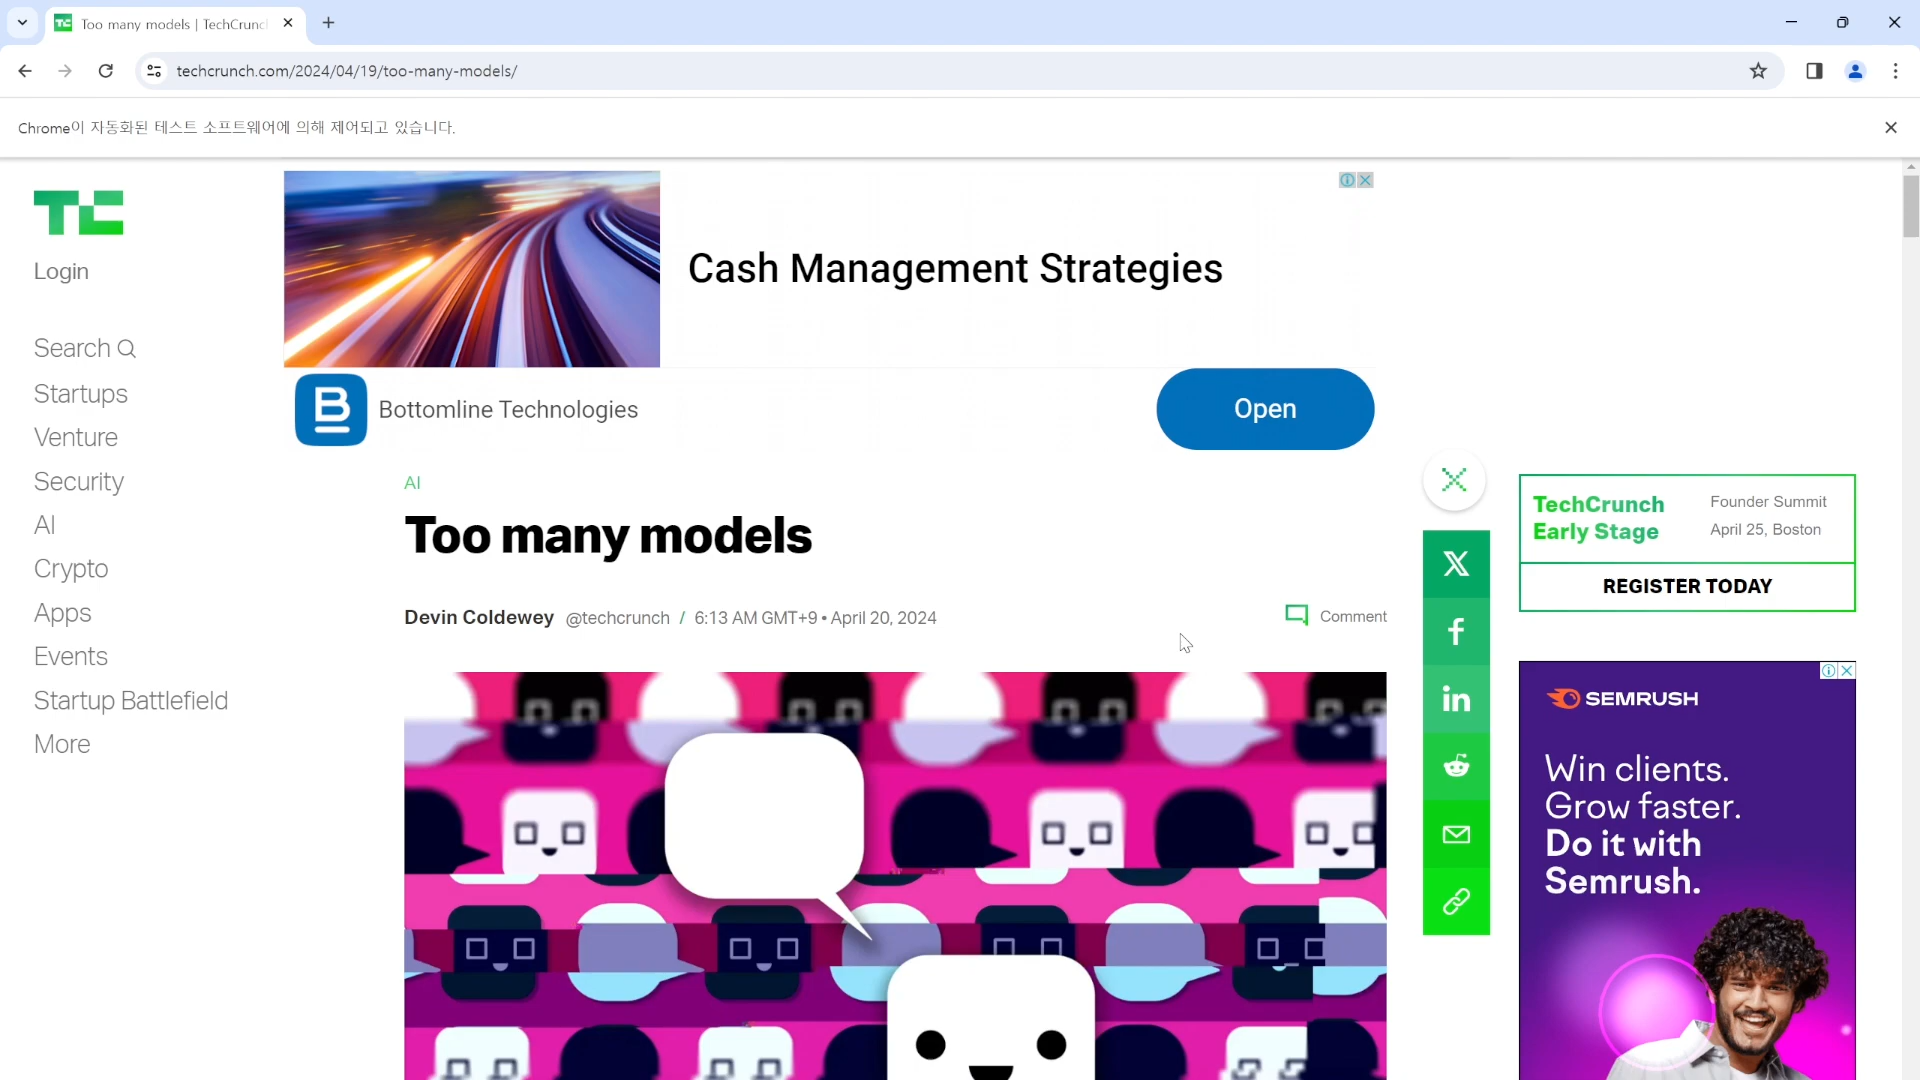 Too many models | TechCrunc
techcrunch.com/2024/04/19/too-many-models/
Chrome이 자동화된 테스트 소프트웨어에 의해 제어되고 있습니다.
TC
Login
Search
Startups
Venture
Security
AI
Crypto
Apps
Events
Startup Battlefield
More
Cash Management Strategies
B
Bottomline Technologies
Open
AI
Too many models
Devin Coldewey @techcrunch / 6:13 AM GMT+9 • April 20, 2024
Comment
TechCrunch
Early Stage
Founder Summit
April 25, Boston
REGISTER TODAY
SEMRUSH
Win clients.
Grow faster.
Do it with
Semrush.